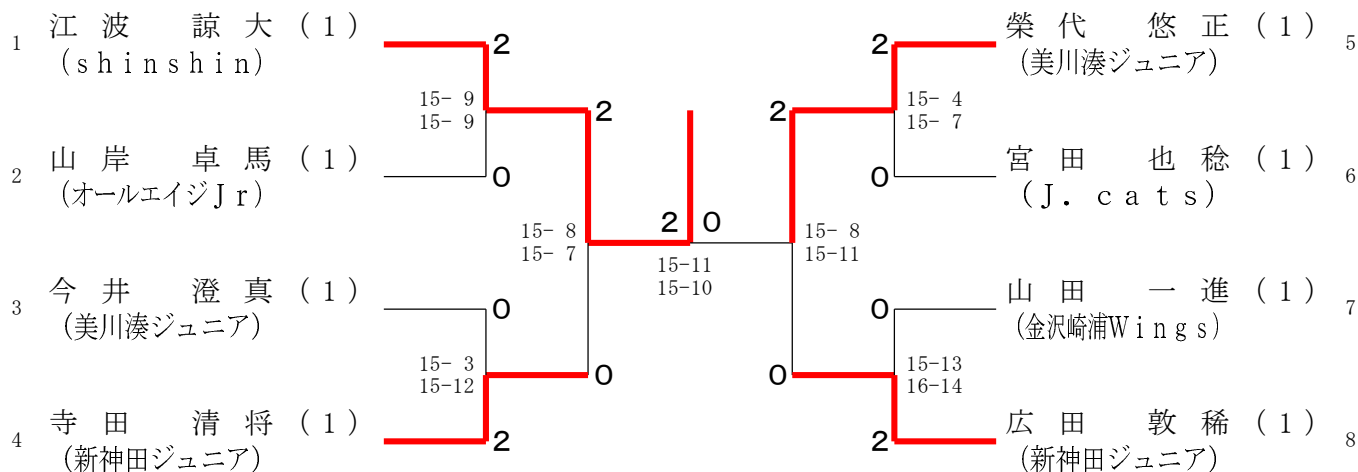 1 江波 諒大 (1)
(shinshin)
2 山岸 卓馬 (1)
(オールエイジJr)
3 今井 澄真 (1)
(美川湊ジュニア)
4 寺田 清将 (1)
(新神田ジュニア)
2
15- 9
15- 9
0
0
15- 3
15-12
2
2
15- 8
15- 7
0
2 0
15-11
15-10
2
15- 8
15-11
0
2
15- 4
15- 7
0
0
15-13
16-14
2
榮代 悠正 (1) 5
(美川湊ジュニア)
宮田 也稔 (1) 6
(J. cats)
山田 一進 (1) 7
(金沢崎浦Wings)
広田 敦稀 (1) 8
(新神田ジュニア)